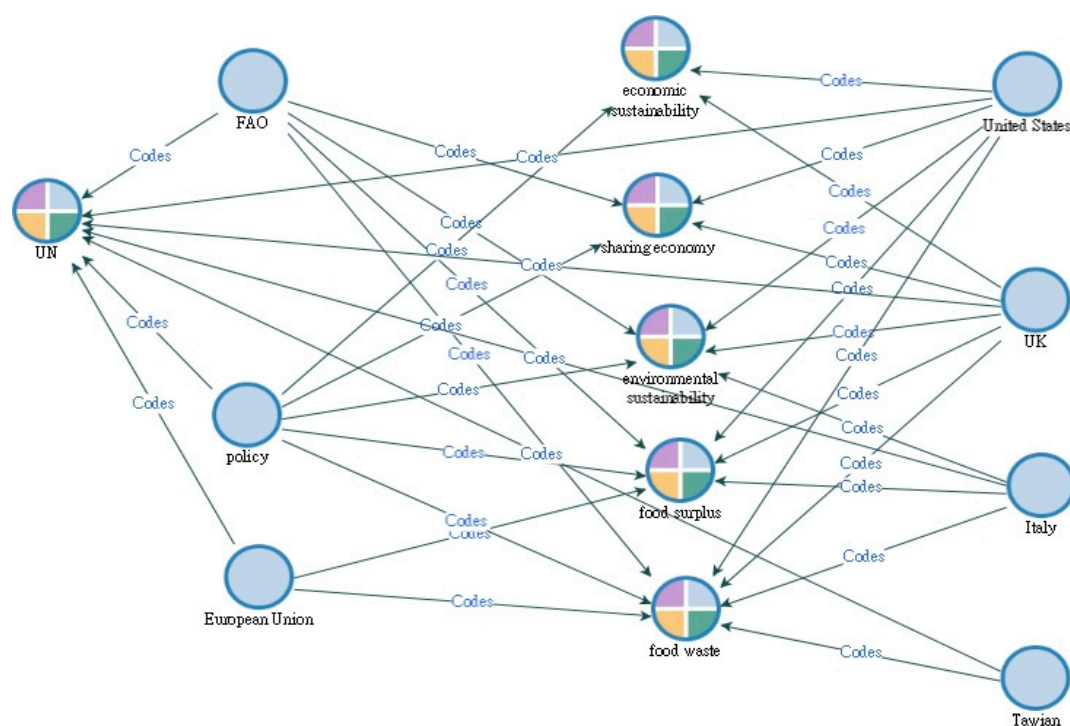 Codes
economic
sustainability
FAO
United States
Codes
Codes
Codes
Codes
Codes
Codes
Codes
UN
sharing economy
Codes
Codes
Codes
Codes
Codes
Codes
Codes
Codes
UK
Codes
Codes
Codes
environmental
sustainability
Codes
Codes
Codes
policy
Codes
Codes
Codes
Codes
food surplus
Codes
Italy
Codes
Codes
Codes
European Union
food waste
Codes
Tawian